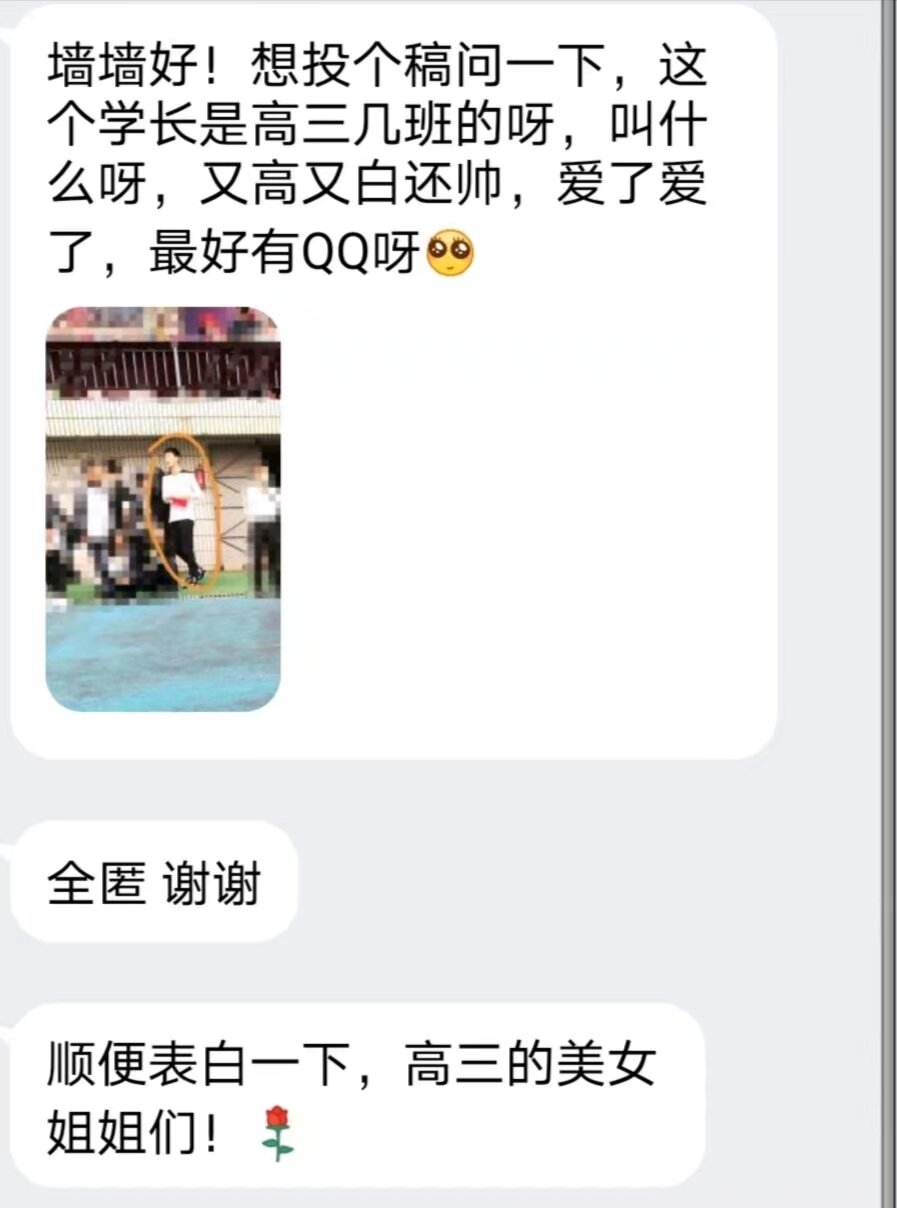 墙墙好！想投个稿问一下，这
个学长是高三几班的呀，叫什
么呀，又高又白还帅，爱了爱
了，最好有QQ呀🥺
全匿 谢谢
顺便表白一下，高三的美女
姐姐们！🌹